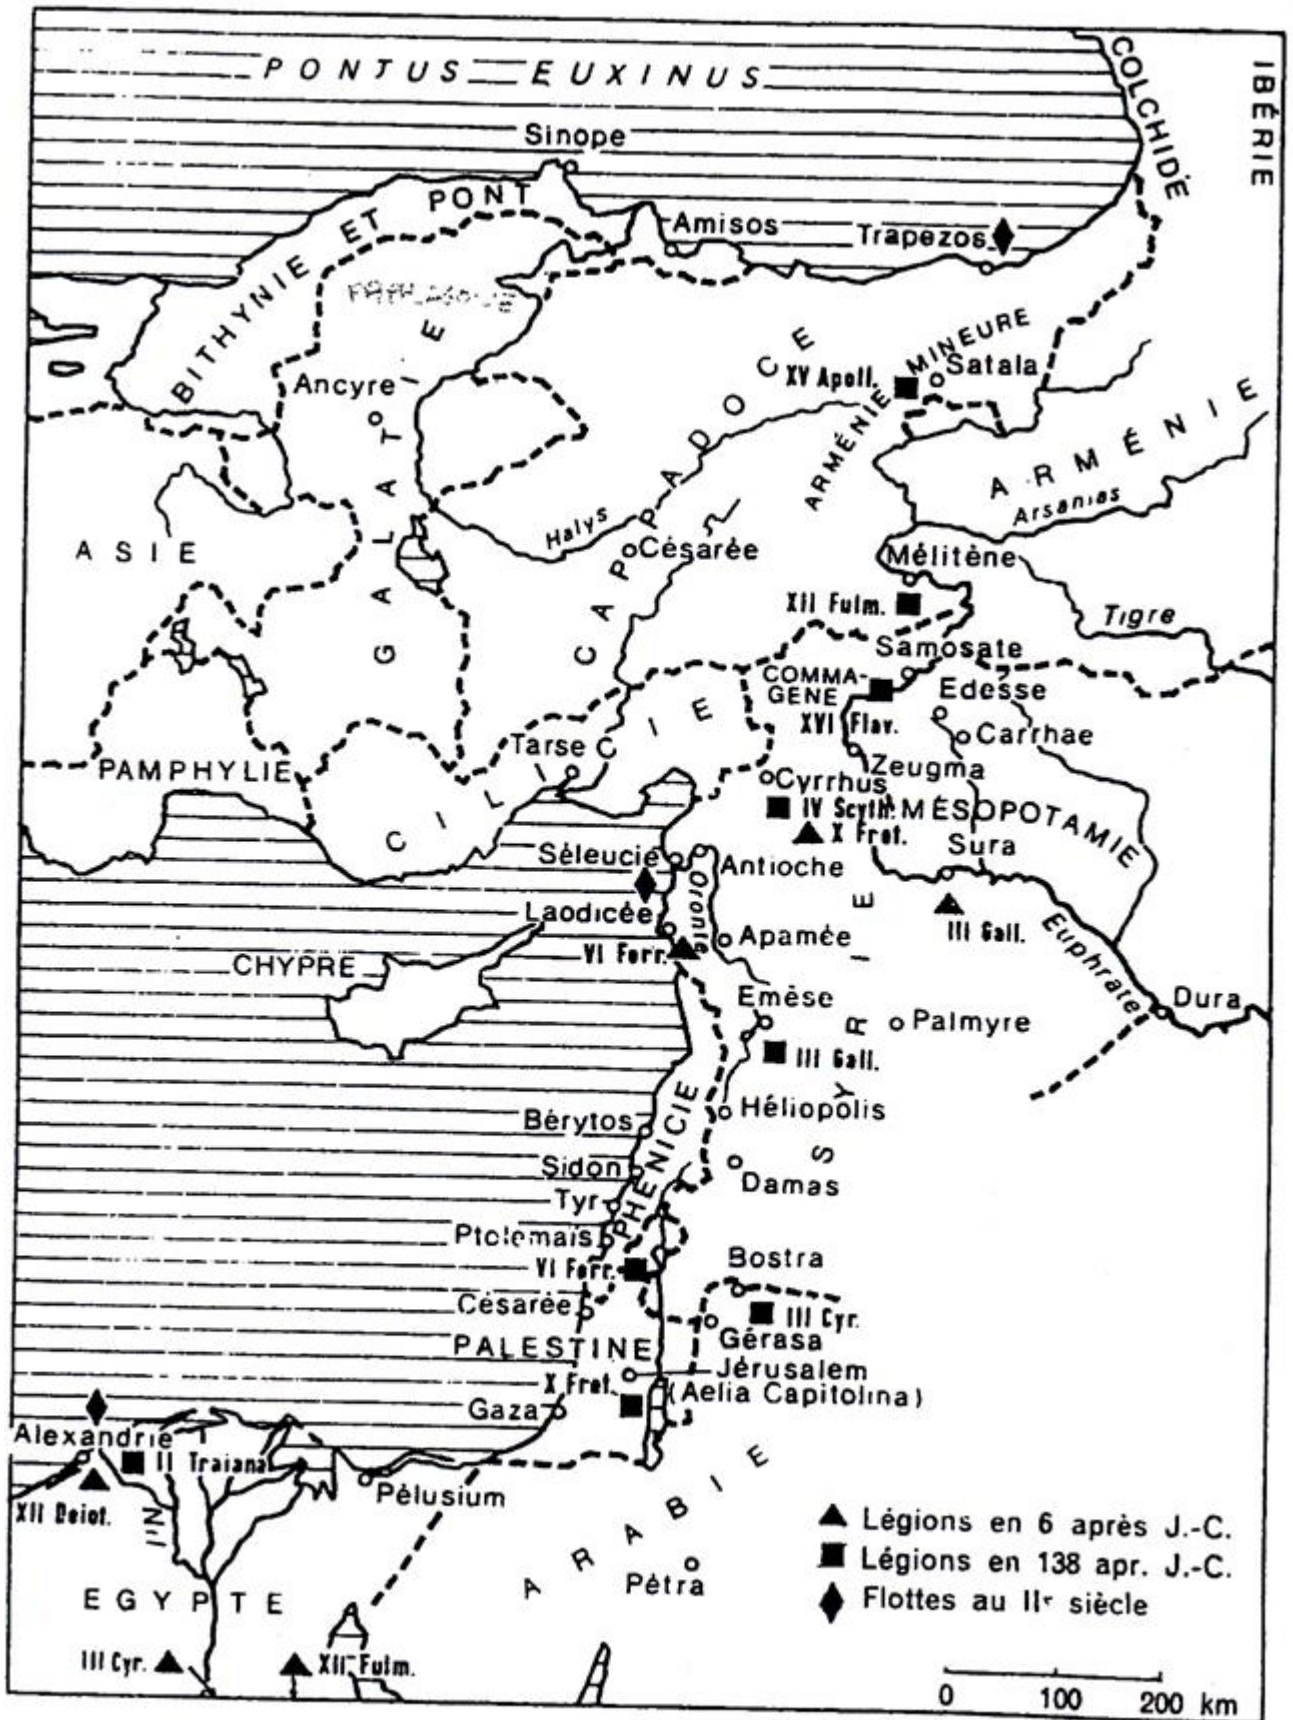 PONTUS EUXINUS
COLCHIDE
IBÉRIE
Sinope
BITHYNIE ET PONT
Amisos
Trapezos
GALATIE
Ancyre
CAPPADOCE
ARMÉNIE MINEURE
XV Apoll.
Satala
ARMÉNIE
Arsanias
ASIE
Halys
Césarée
Mélitène
XII Fulm.
Tigre
Samosate
COMMA-
GENE
XVI Flav.
Edesse
Carrhae
CILICIE
Tarse
PAMPHYLIE
Zeugma
Cyrrhus
IV Scyth.
MÉSOPOTAMIE
X Fret.
Sura
Séleucie
Antioche
Oronte
Laodicée
VI Ferr.
Apamée
III Gall.
Euphrate
CHYPRE
Emèse
Palmyre
Dura
III Gall.
SYRIE
PHÉNICIE
Héliopolis
Bérytos
Sidon
Damas
Tyr
Ptolemaïs
VI Ferr.
Bostra
Césarée
III Cyr.
Gérasa
PALESTINE
Jérusalem
(Aelia Capitolina)
X Fret.
Gaza
Alexandrie
II Traiana
XII Deiot.
Nil
Pélusium
ARABIE
Pétra
EGYPTE
III Cyr.
XII Fulm.
Légions en 6 après J.-C.
Légions en 138 apr. J.-C.
Flottes au IIᵉ siècle
0 100 200 km